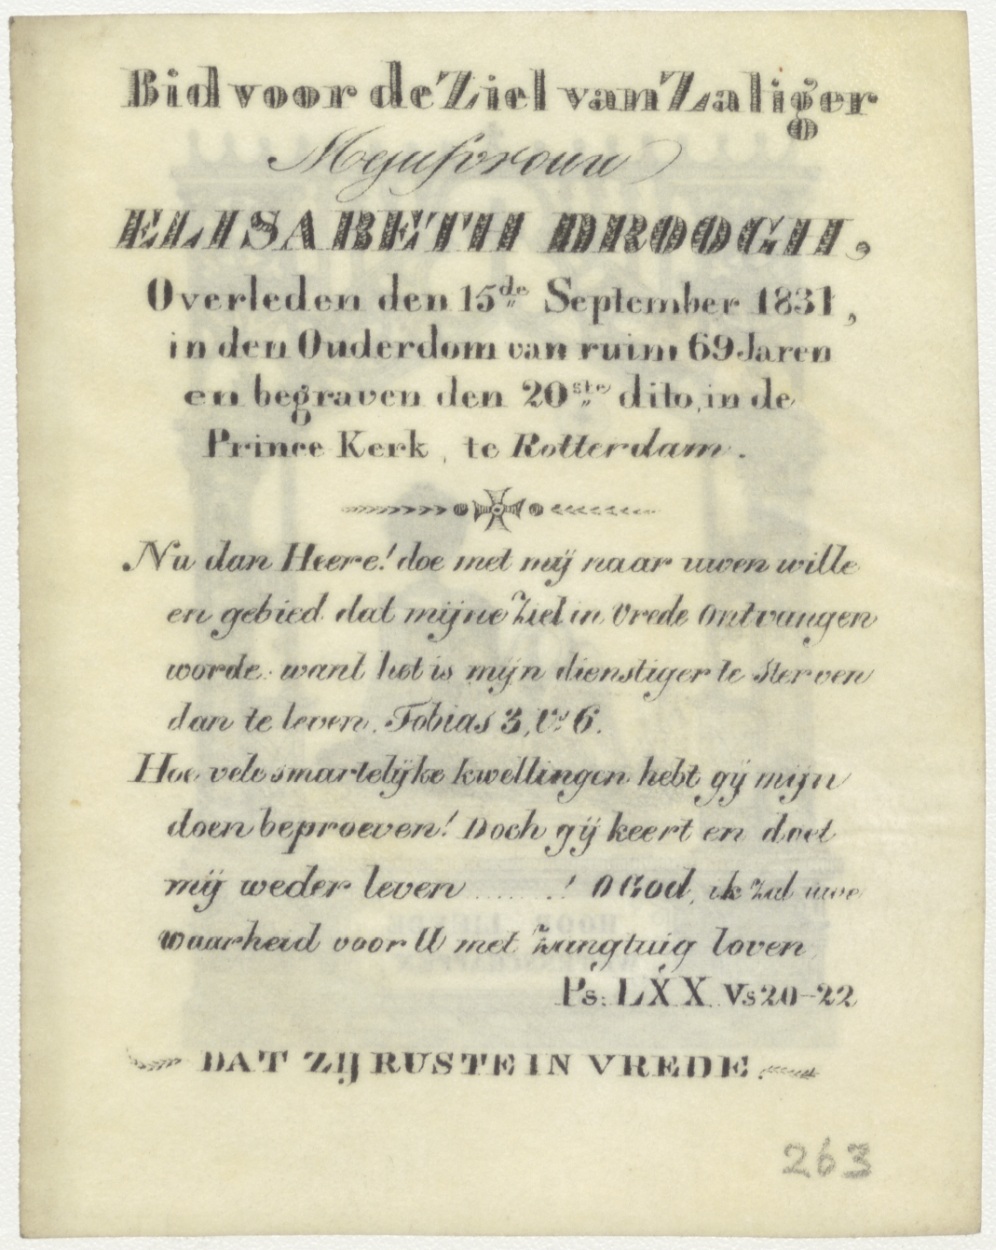 Bid voor de Ziel van Zaliger
Mejufvrouw
ELISABETH DROOGH,
Overleden den 15de September 1831,
in den Ouderdom van ruim 69 Jaren
en begraven den 20ste dito, in de
Prince Kerk, te Rotterdam.
Nu dan Heere! doe met mij naar uwen wille
en gebied dat mijne Ziel in Vrede Ontvangen
worde. want het is mijn dienstiger te Sterven
dan te leven. Tobias 3, Vs 6.
Hoe vele smartelijke kwellingen hebt gij mijn
doen beproeven! Doch gij keert en doet
mij weder leven .......! O God, ik zal uwe
waarheid voor U met Zangtuig loven
Ps: LXX Vs 20-22
DAT ZIJ RUSTE IN VREDE.
263